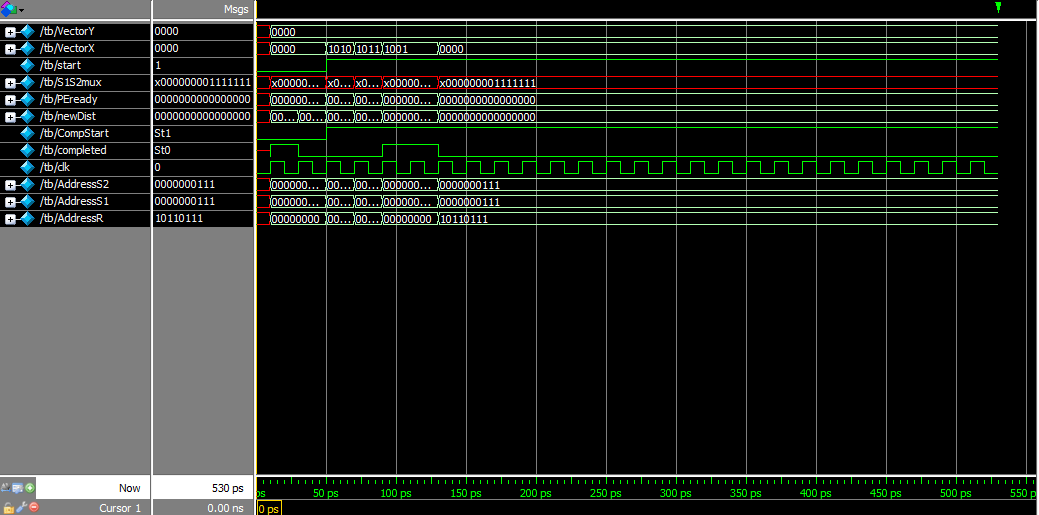 Msgs
/tb/VectorY 0000 0000
/tb/VectorX 0000 0000 1010 1011 1001 0000
/tb/start 1
/tb/S1S2mux x000000001111111 x00000... x0... x0... x00000... x000000001111111
/tb/PEready 0000000000000000 000000... 00... 00... 000000... 0000000000000000
/tb/newDist 0000000000000000 00... 00... 00... 00... 000000... 0000000000000000
/tb/CompStart St1
/tb/completed St0
/tb/clk 0
/tb/AddressS2 0000000111 000000... 00... 00... 000000... 0000000111
/tb/AddressS1 0000000111 000000... 00... 00... 000000... 0000000111
/tb/AddressR 10110111 00000000 00... 00... 00000000 10110111
Now 530 ps ps 50 ps 100 ps 150 ps 200 ps 250 ps 300 ps 350 ps 400 ps 450 ps 500 ps 550 ps
Cursor 1 0.00 ns 0 ps